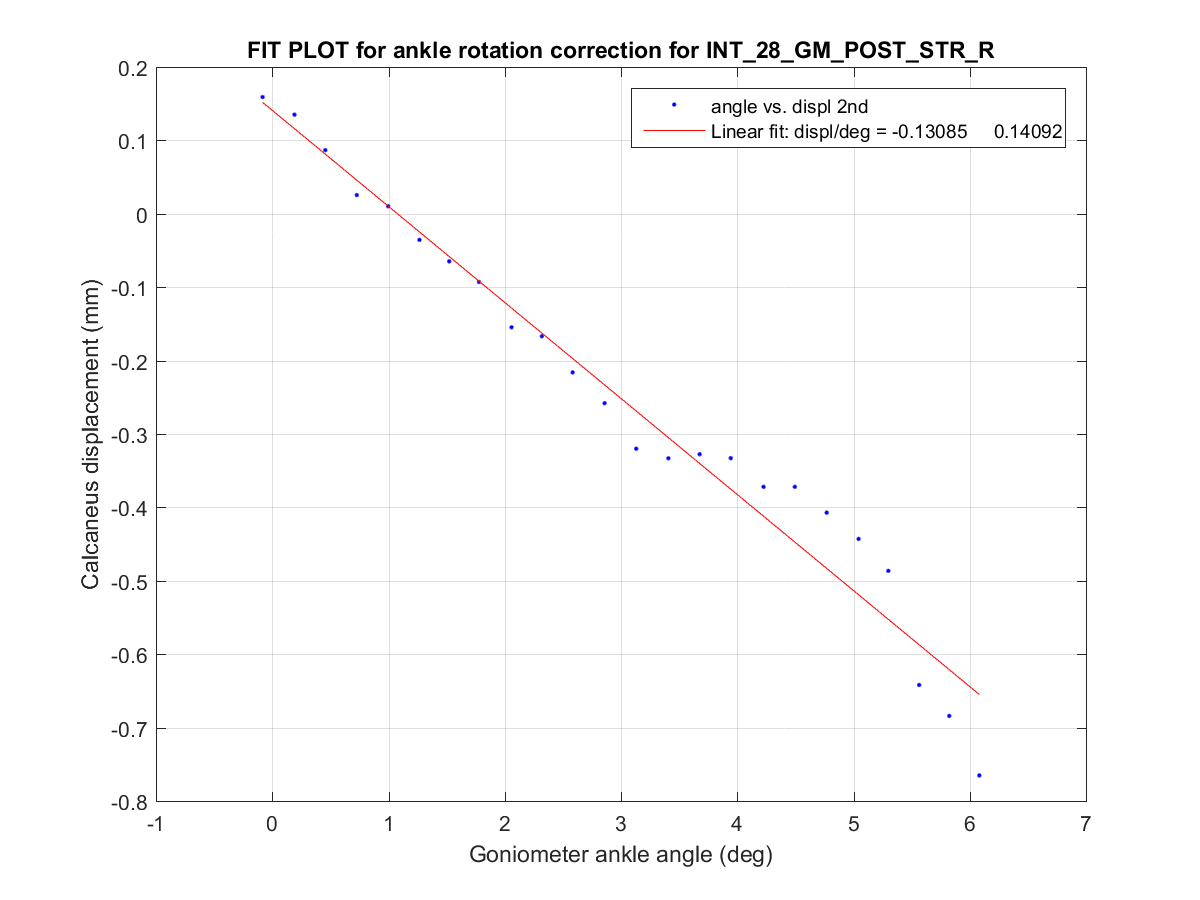 FIT PLOT for ankle rotation correction for INT_28_GM_POST_STR_R
angle vs. displ 2nd
Linear fit: displ/deg = -0.13085 0.14092
0.2
0.1
0
-0.1
-0.2
-0.3
-0.4
-0.5
-0.6
-0.7
-0.8
Calcaneus displacement (mm)
-1 0 1 2 3 4 5 6 7
Goniometer ankle angle (deg)